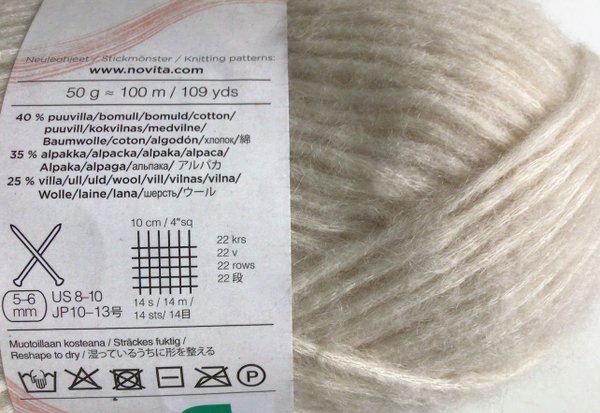 Neuleohjeet / Stickmönster / Knitting patterns:
www.novita.com
50 g ≈ 100 m / 109 yds
40 % puuvilla/bomull/bomuld/cotton/
puuvill/kokvilnas/medvilne/
Baumwolle/coton/algodón/хлопок/綿
35 % alpakka/alpacka/alpaka/alpaca/
Alpaka/alpaga/альпака/ アルパカ
25 % villa/ull/uld/wool/vill/vilnas/vilna/
Wolle/laine/lana/шерсть/ウール
10 cm / 4"sq
22 krs
22 v
22 rows
22 段
5–6
mm
US 8-10
JP10–13号
14 s / 14 m /
14 sts/ 14目
Muotoillaan kosteana / Sträckes fuktig /
Reshape to dry / 湿っているうちに形を整える
P